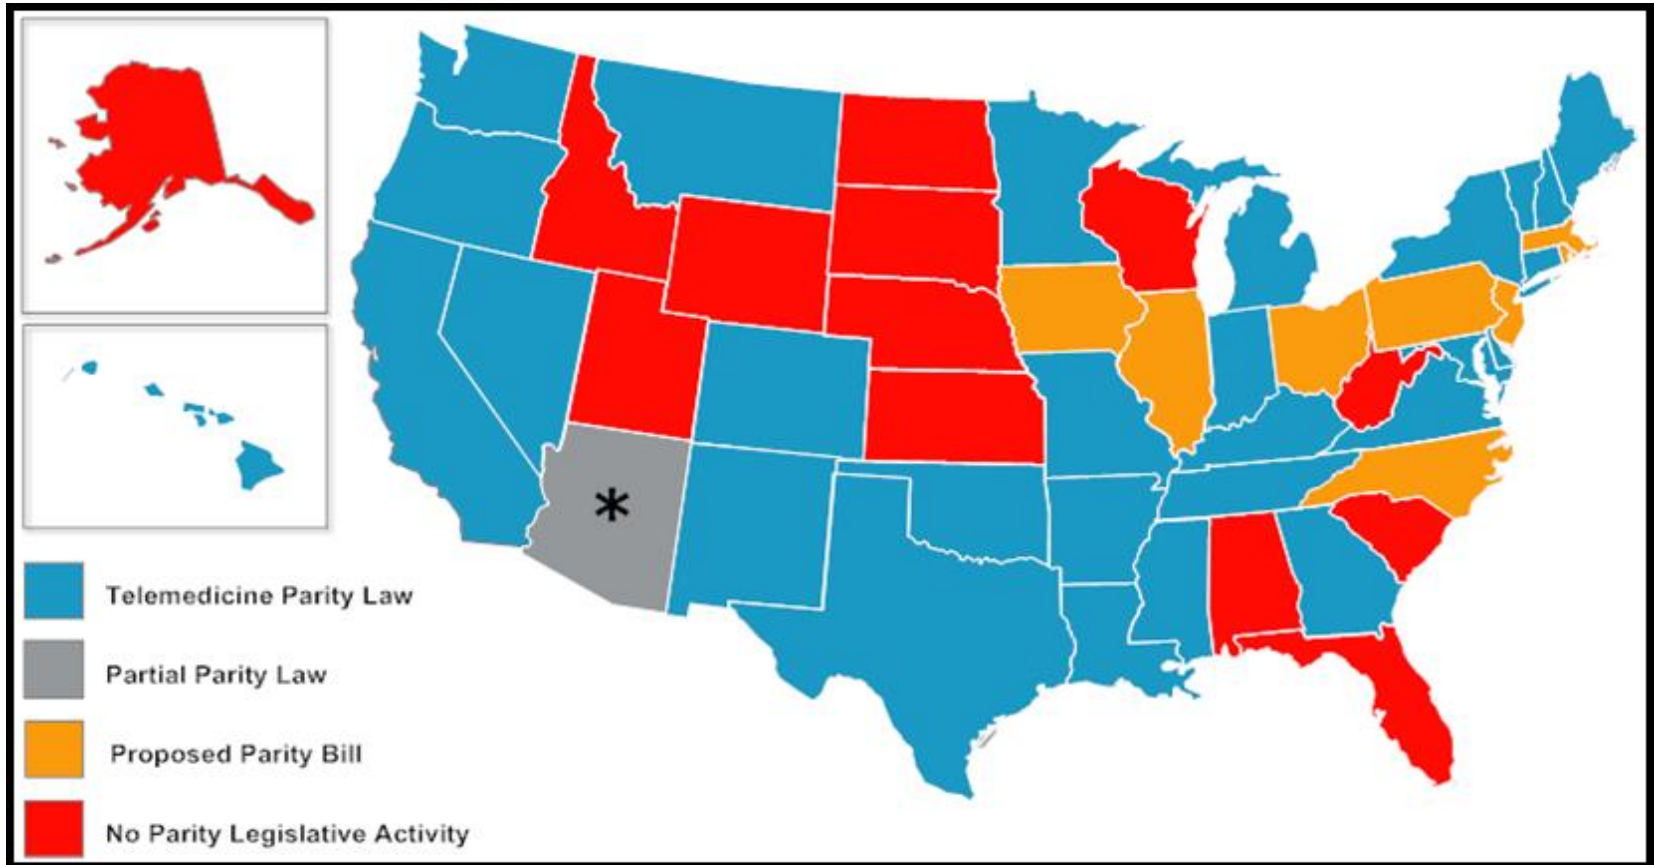 *
Telemedicine Parity Law
Partial Parity Law
Proposed Parity Bill
No Parity Legislative Activity